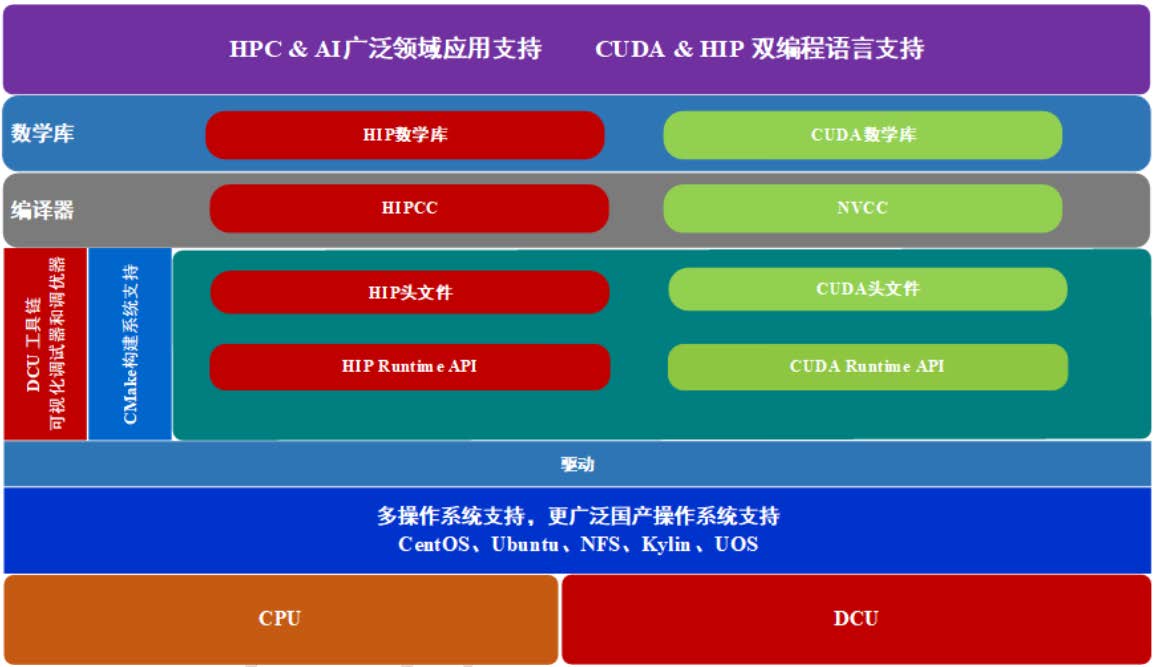 HPC & AI广泛领域应用支持 CUDA & HIP 双编程语言支持
数学库
HIP数学库
CUDA数学库
编译器
HIPCC
NVCC
DCU 工具链
可视化调试器和调优器
CMake构建系统支持
HIP头文件
CUDA头文件
HIP Runtime API
CUDA Runtime API
驱动
多操作系统支持，更广泛国产操作系统支持
CentOS、Ubuntu、NFS、Kylin、UOS
CPU
DCU